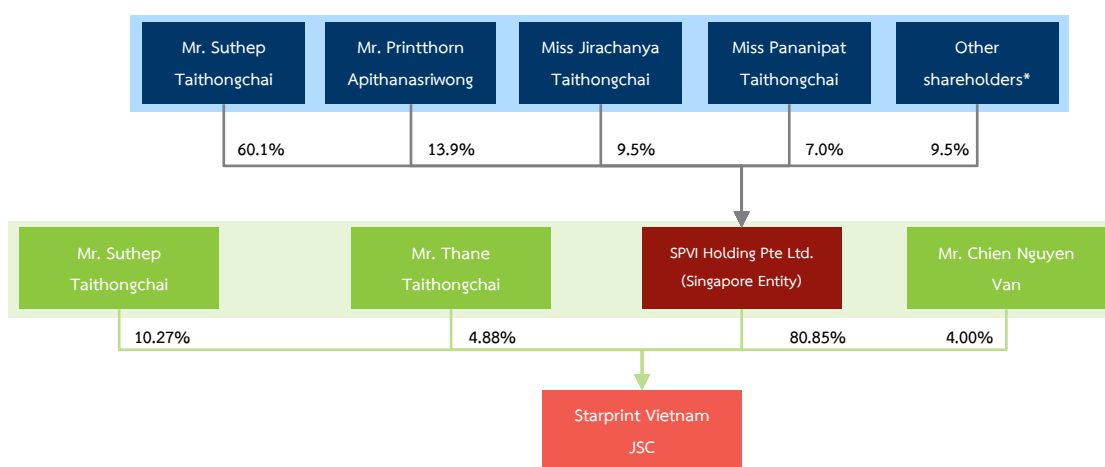 Mr. Suthep
Taithongchai
Mr. Printthorn
Apithanasriwong
Miss Jirachanya
Taithongchai
Miss Pananipat
Taithongchai
Other
shareholders*
60.1%
13.9%
9.5%
7.0%
9.5%
Mr. Suthep
Taithongchai
Mr. Thane
Taithongchai
SPVI Holding Pte Ltd.
(Singapore Entity)
Mr. Chien Nguyen
Van
10.27%
4.88%
80.85%
4.00%
Starprint Vietnam
JSC